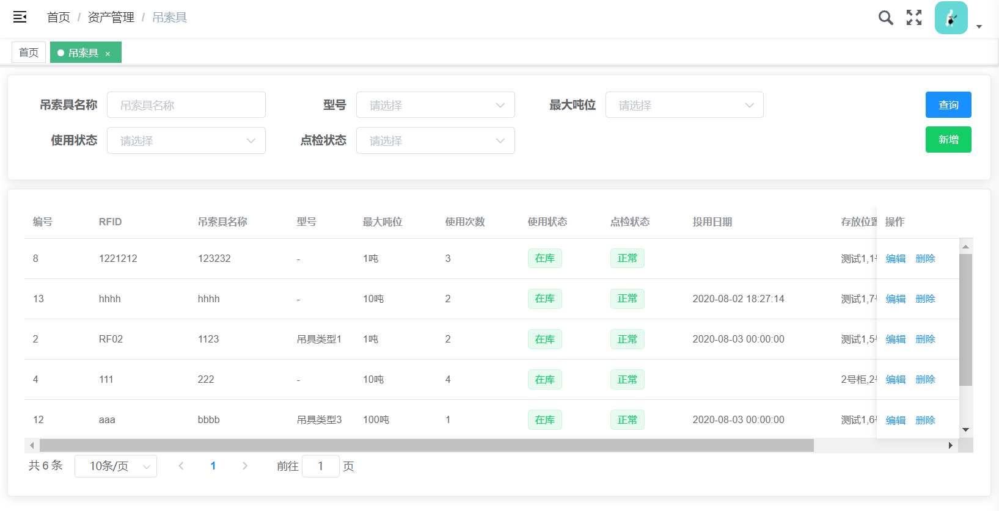 首页 / 资产管理 / 吊索具
首页 吊索具 ×
吊索具名称 吊索具名称 型号 请选择 最大吨位 请选择 查询
使用状态 请选择 点检状态 请选择 新增
编号 RFID 吊索具名称 型号 最大吨位 使用次数 使用状态 点检状态 投用日期 存放位置 操作
8 1221212 123232 - 1吨 3 在库 正常 测试1,1 编辑 删除
13 hhhh hhhh - 10吨 2 在库 正常 2020-08-02 18:27:14 测试1,7 编辑 删除
2 RF02 1123 吊具类型1 1吨 2 在库 正常 2020-08-03 00:00:00 测试1,5 编辑 删除
4 111 222 - 10吨 4 在库 正常 2号柜,2 编辑 删除
12 aaa bbbb 吊具类型3 100吨 1 在库 正常 2020-08-03 00:00:00 测试1,6 编辑 删除
共 6 条 10条/页 1 前往 1 页